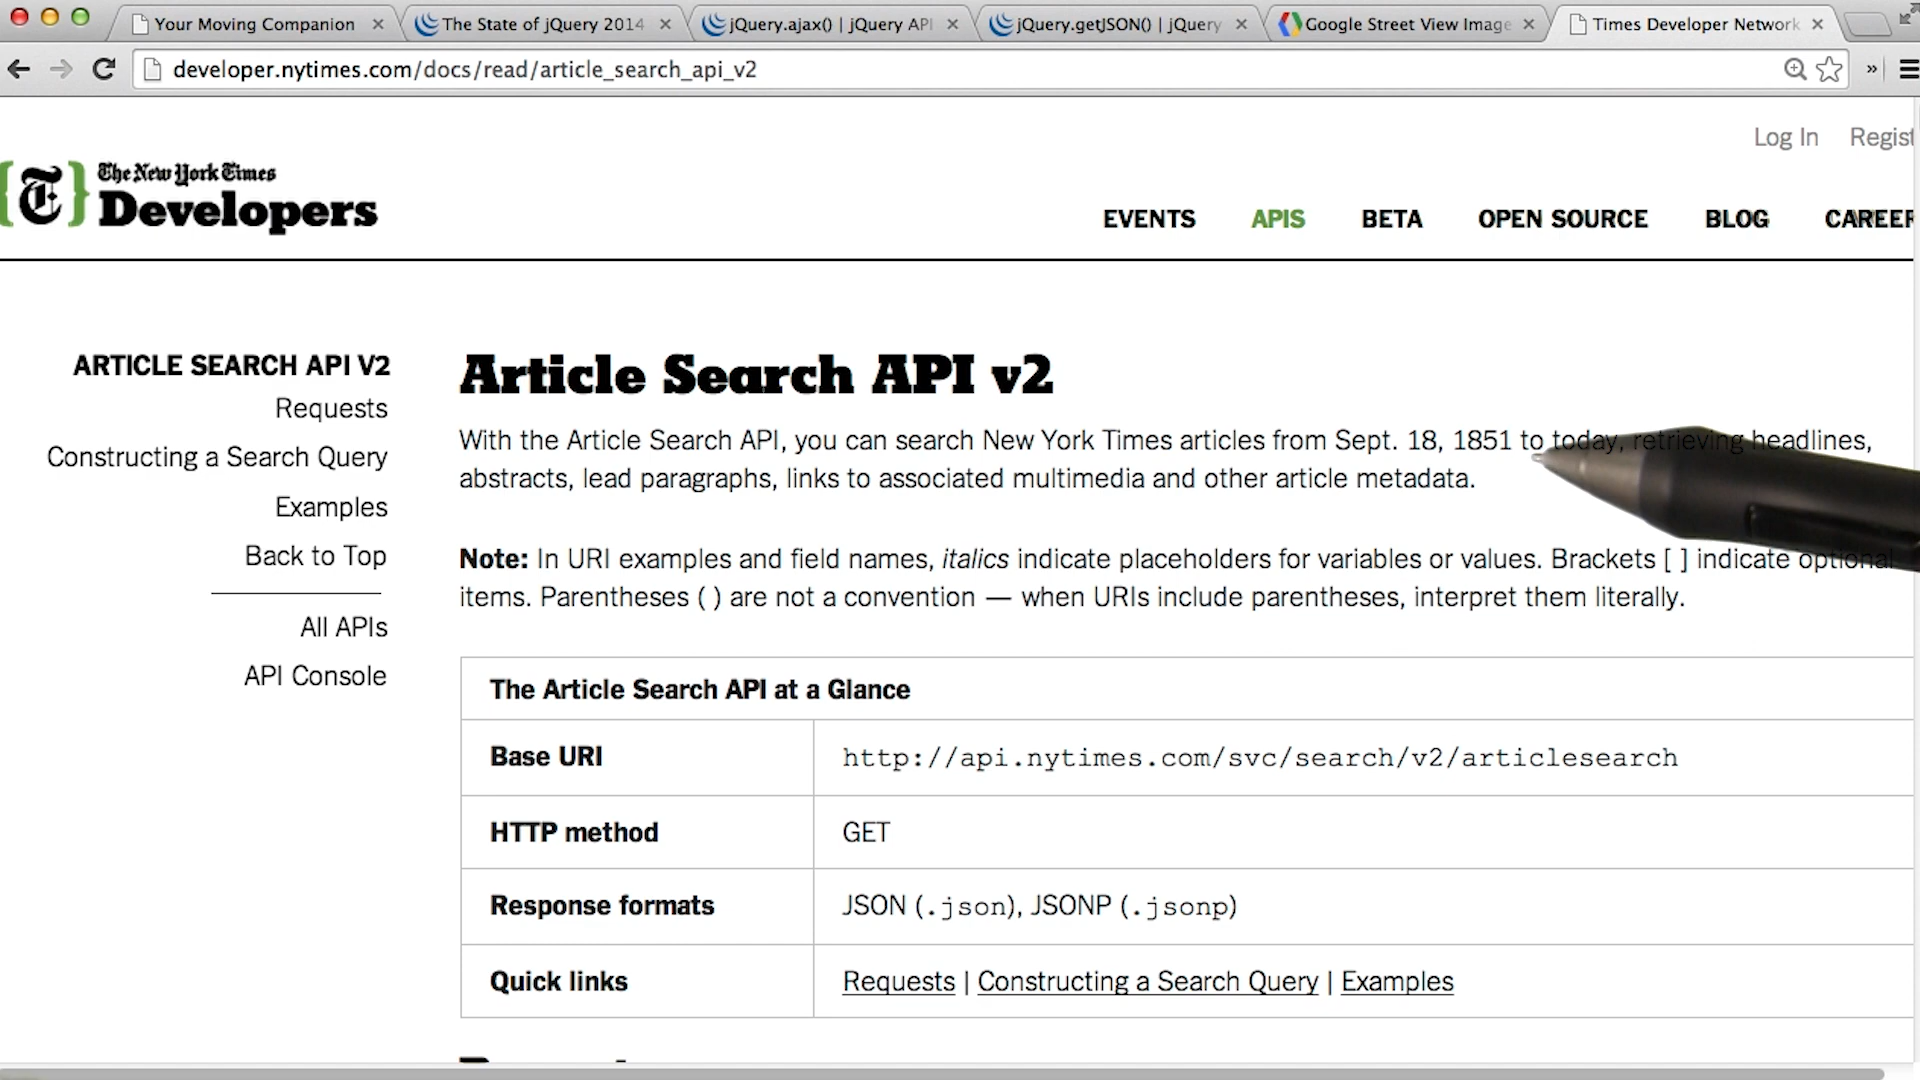 Your Moving Companion
The State of jQuery 2014
jQuery.ajax() | jQuery API
jQuery.getJSON() | jQuery
Google Street View Image
Times Developer Network
developer.nytimes.com/docs/read/article_search_api_v2
Log In Regist
{T} The New York Times
Developers
EVENTS APIS BETA OPEN SOURCE BLOG CAREER
ARTICLE SEARCH API V2
Requests
Constructing a Search Query
Examples
Back to Top
All APIs
API Console
Article Search API v2
With the Article Search API, you can search New York Times articles from Sept. 18, 1851 to today, retrieving headlines,
abstracts, lead paragraphs, links to associated multimedia and other article metadata.
Note: In URI examples and field names, italics indicate placeholders for variables or values. Brackets [ ] indicate optional
items. Parentheses ( ) are not a convention — when URIs include parentheses, interpret them literally.
The Article Search API at a Glance
Base URI http://api.nytimes.com/svc/search/v2/articlesearch
HTTP method GET
Response formats JSON (.json), JSONP (.jsonp)
Quick links Requests | Constructing a Search Query | Examples